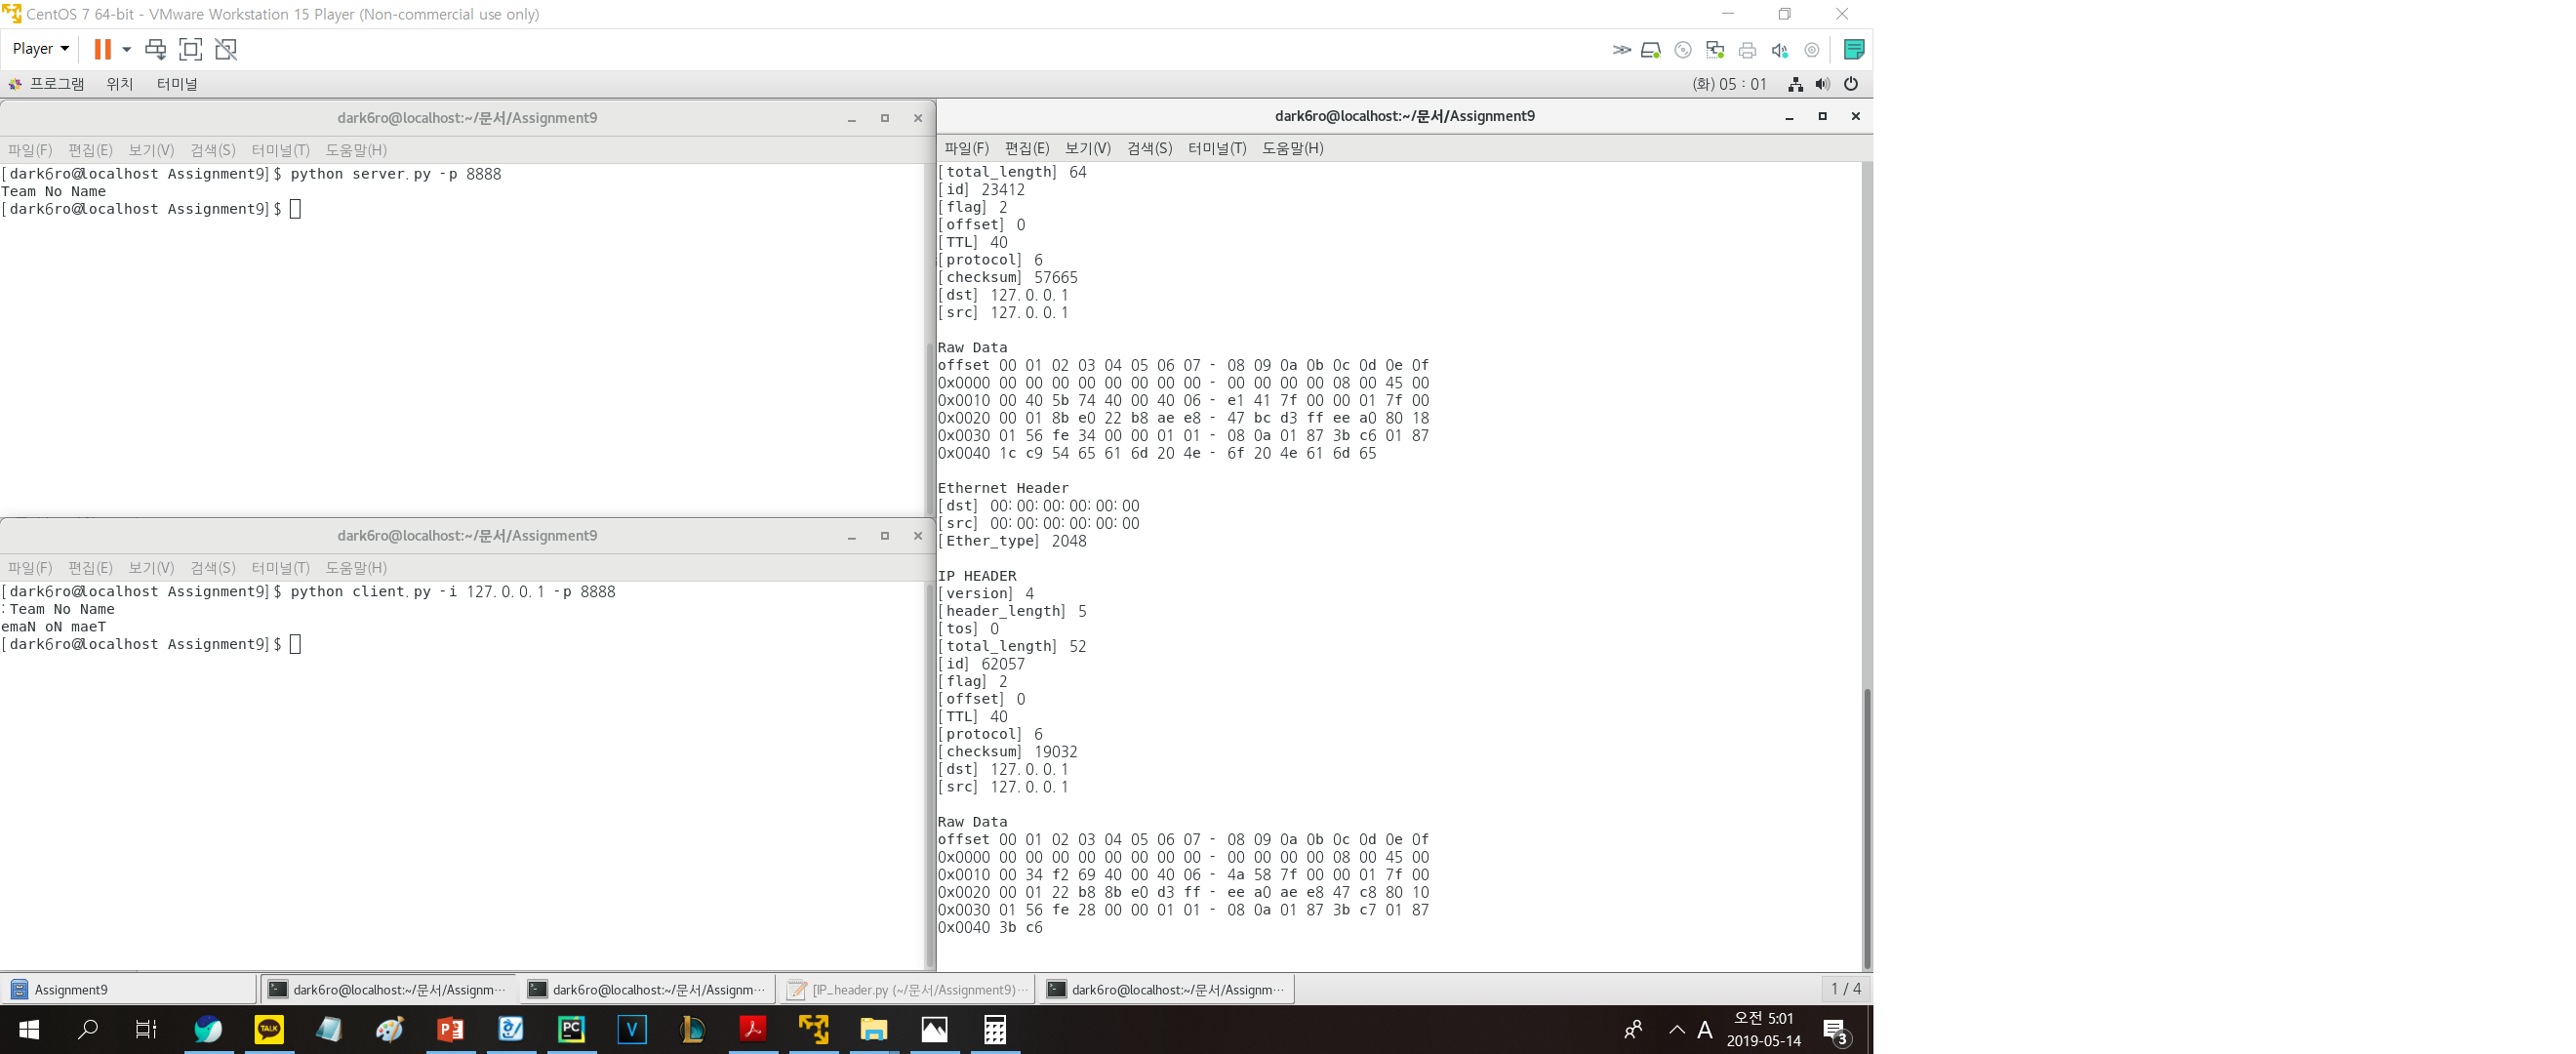 CentOS 7 64-bit - VMware Workstation 15 Player (Non-commercial use only)
Player
프로그램 위치 터미널
(화) 05 : 01
dark6ro@localhost:~/문서/Assignment9
파일(F) 편집(E) 보기(V) 검색(S) 터미널(T) 도움말(H)
[dark6ro@localhost Assignment9]$ python server.py -p 8888
Team No Name
[dark6ro@localhost Assignment9]$
dark6ro@localhost:~/문서/Assignment9
파일(F) 편집(E) 보기(V) 검색(S) 터미널(T) 도움말(H)
[dark6ro@localhost Assignment9]$ python client.py -i 127.0.0.1 -p 8888
:Team No Name
emaN oN maeT
[dark6ro@localhost Assignment9]$
dark6ro@localhost:~/문서/Assignment9
파일(F) 편집(E) 보기(V) 검색(S) 터미널(T) 도움말(H)
[total_length] 64
[id] 23412
[flag] 2
[offset] 0
[TTL] 40
[protocol] 6
[checksum] 57665
[dst] 127.0.0.1
[src] 127.0.0.1
Raw Data
offset 00 01 02 03 04 05 06 07 - 08 09 0a 0b 0c 0d 0e 0f
0x0000 00 00 00 00 00 00 00 00 - 00 00 00 00 08 00 45 00
0x0010 00 40 5b 74 40 00 40 06 - e1 41 7f 00 00 01 7f 00
0x0020 00 01 8b e0 22 b8 ae e8 - 47 bc d3 ff ee a0 80 18
0x0030 01 56 fe 34 00 00 01 01 - 08 0a 01 87 3b c6 01 87
0x0040 1c c9 54 65 61 6d 20 4e - 6f 20 4e 61 6d 65
Ethernet Header
[dst] 00:00:00:00:00:00
[src] 00:00:00:00:00:00
[Ether_type] 2048
IP HEADER
[version] 4
[header_length] 5
[tos] 0
[total_length] 52
[id] 62057
[flag] 2
[offset] 0
[TTL] 40
[protocol] 6
[checksum] 19032
[dst] 127.0.0.1
[src] 127.0.0.1
Raw Data
offset 00 01 02 03 04 05 06 07 - 08 09 0a 0b 0c 0d 0e 0f
0x0000 00 00 00 00 00 00 00 00 - 00 00 00 00 08 00 45 00
0x0010 00 34 f2 69 40 00 40 06 - 4a 58 7f 00 00 01 7f 00
0x0020 00 01 22 b8 8b e0 d3 ff - ee a0 ae e8 47 c8 80 10
0x0030 01 56 fe 28 00 00 01 01 - 08 0a 01 87 3b c7 01 87
0x0040 3b c6
Assignment9
dark6ro@localhost:~/문서/Assignm···
dark6ro@localhost:~/문서/Assignm···
[IP_header.py (~/문서/Assignment9)···
dark6ro@localhost:~/문서/Assignm···
1 / 4
TALK
A
오전 5:01
2019-05-14
3